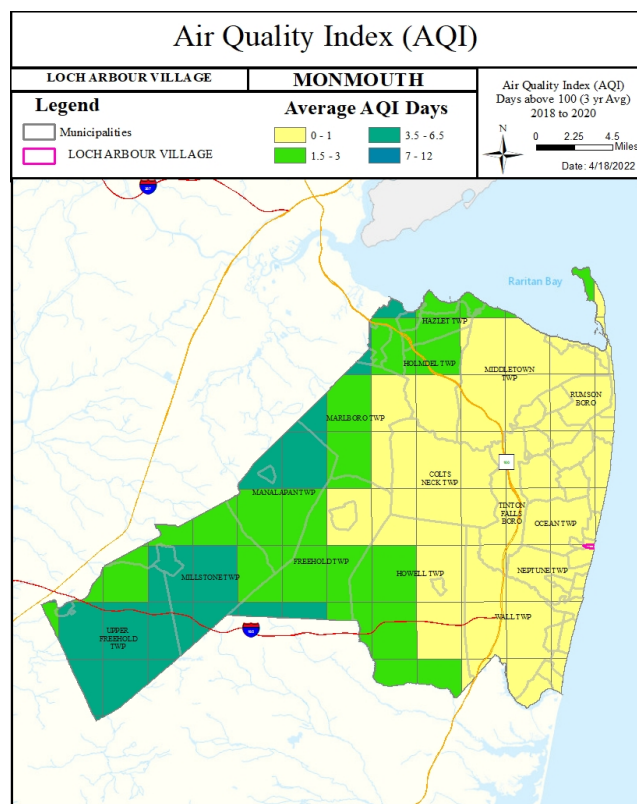 Air Quality Index (AQI)
LOCH ARBOUR VILLAGE
MONMOUTH
Legend
Municipalities
LOCH ARBOUR VILLAGE
Average AQI Days
0 - 1
3.5 - 6.5
1.5 - 3
7 - 12
Air Quality Index (AQI)
Days above 100 (3 yr Avg)
2018 to 2020
N
0 2.25 4.5
Miles
Date: 4/18/2022
Raritan Bay
HAZLET TWP
HOLMDEL TWP
MIDDLETOWN
TWP
RUMSON
BORO
MARLBORO TWP
COLTS
NECK TWP
MANALAPAN TWP
TINTON
FALLS
BORO
OCEAN TWP
FREEHOLD TWP
MILLSTONE TWP
HOWELL TWP
NEPTUNE TWP
WALL TWP
UPPER
FREEHOLD
TWP